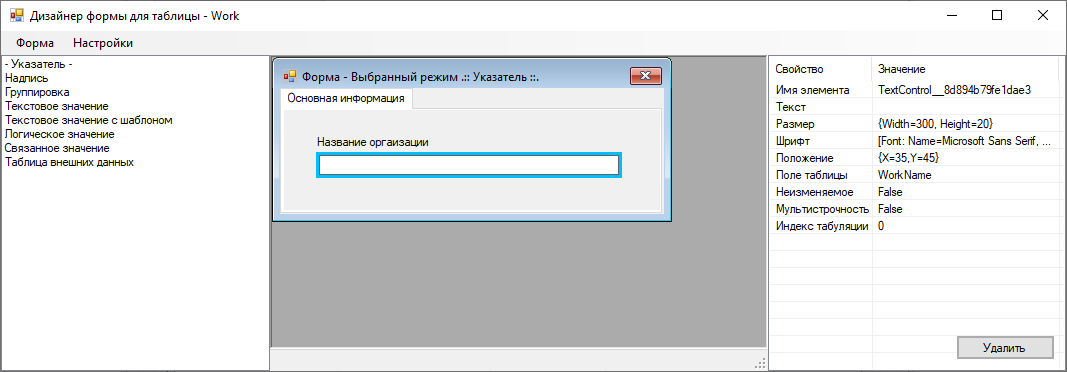 Дизайнер формы для таблицы - Work
Форма Настройки
- Указатель -
Надпись
Группировка
Текстовое значение
Текстовое значение с шаблоном
Логическое значение
Связанное значение
Таблица внешних данных
Форма - Выбранный режим .:: Указатель ::.
Основная информация
Название оргаизации
Свойство Значение
Имя элемента TextControl__8d894b79fe1dae3
Текст
Размер {Width=300, Height=20}
Шрифт [Font: Name=Microsoft Sans Serif, ...
Положение {X=35,Y=45}
Поле таблицы WorkName
Неизменяемое False
Мультистрочность False
Индекс табуляции 0
Удалить